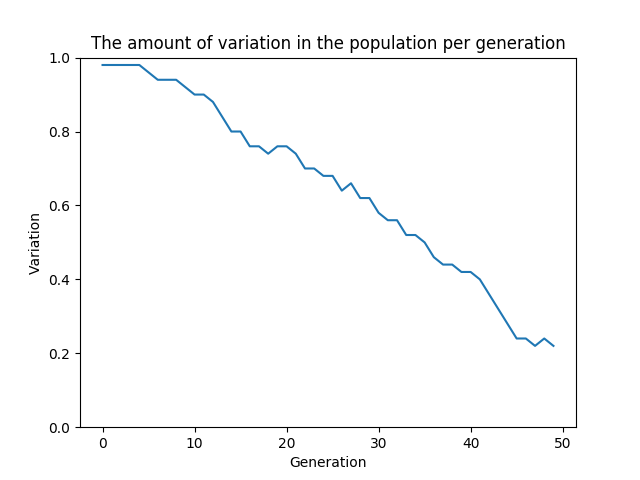 The amount of variation in the population per generation
1.0
0.8
0.6
0.4
0.2
0.0
Variation
0 10 20 30 40 50
Generation